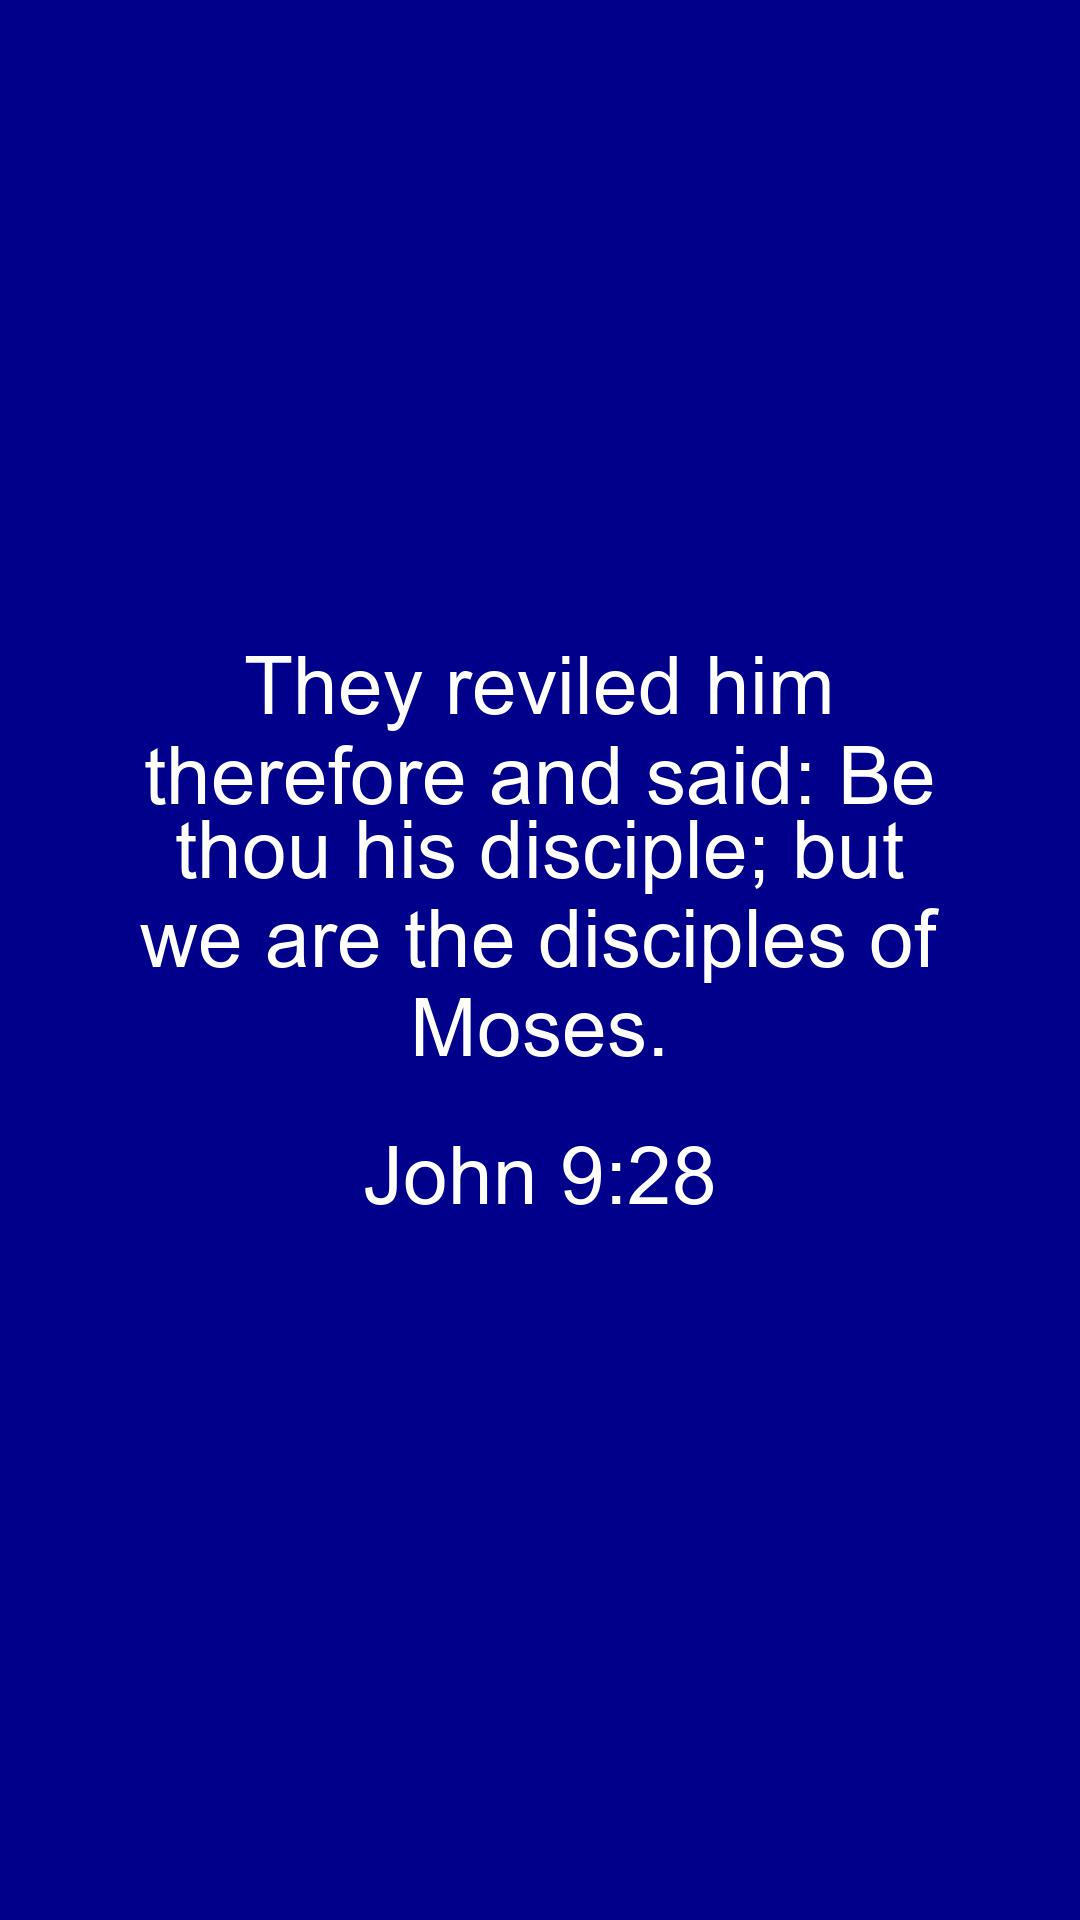 They reviled him
therefore and said: Be
thou his disciple; but
we are the disciples of
Moses.
John 9:28